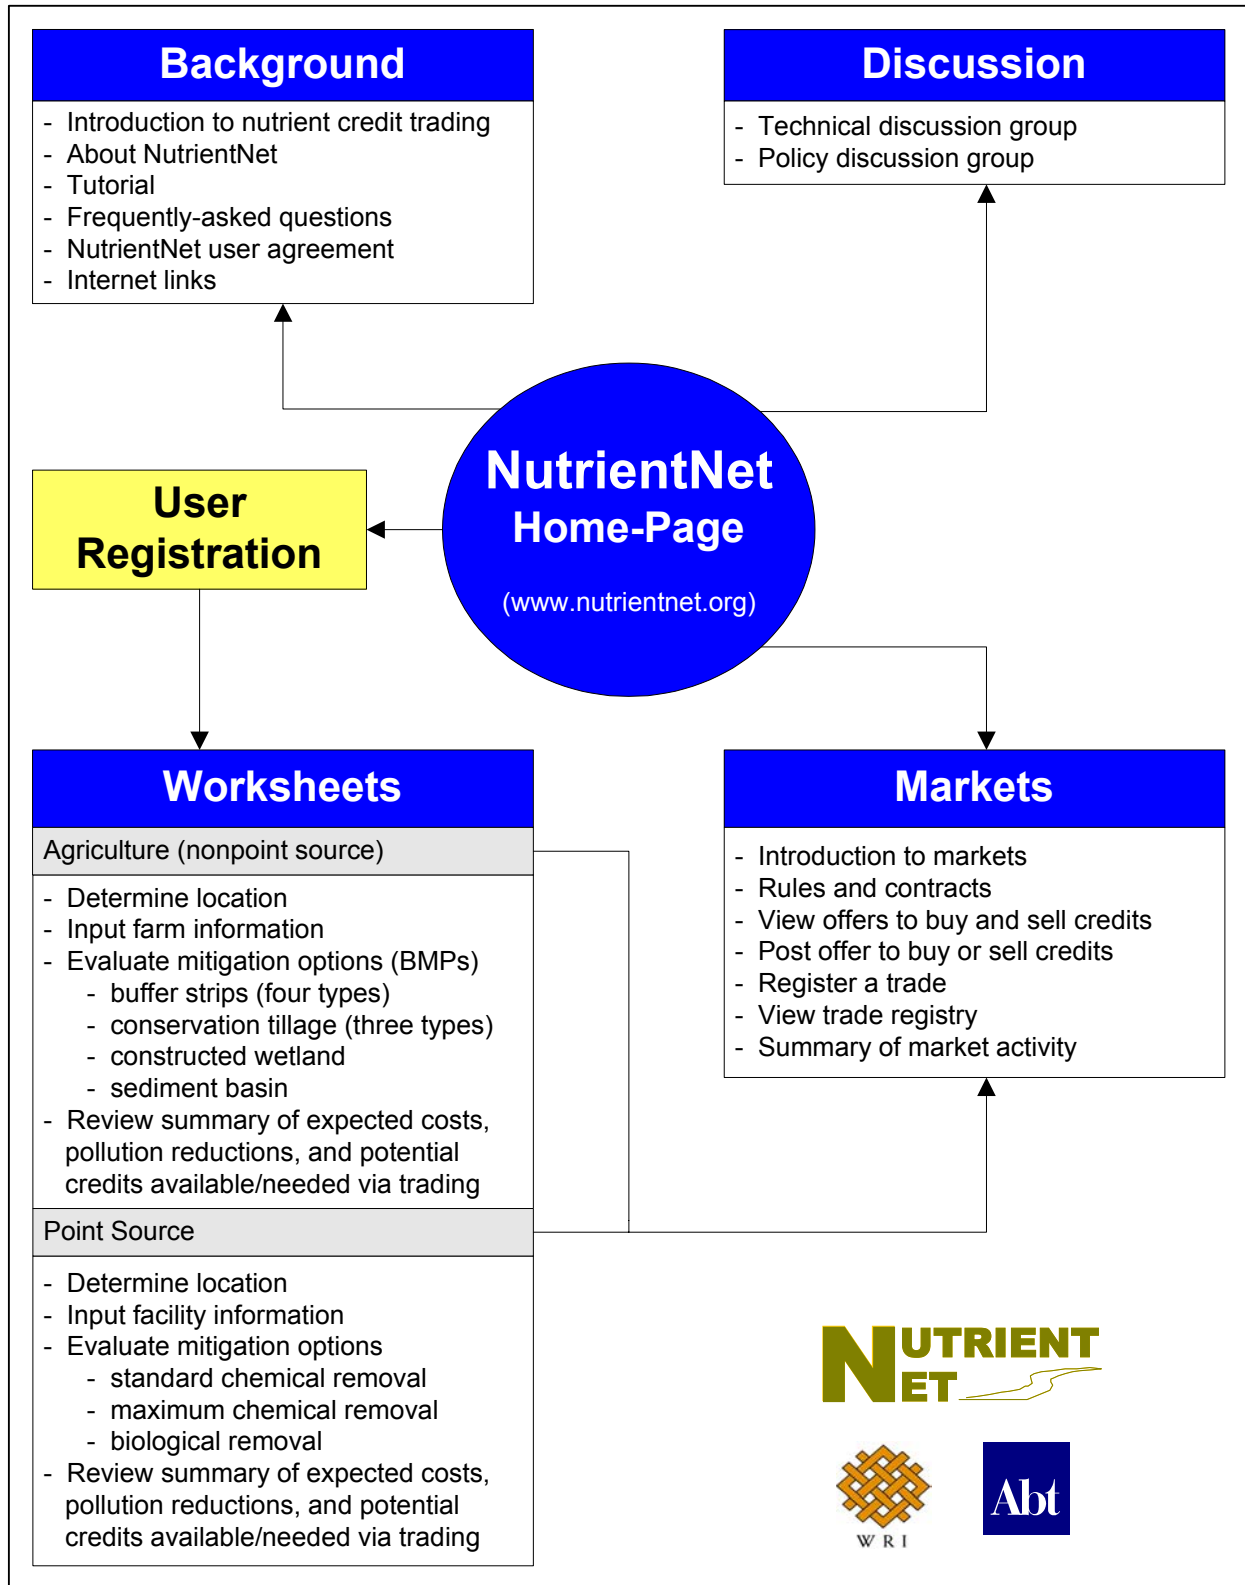 Background
- Introduction to nutrient credit trading
- About NutrientNet
- Tutorial
- Frequently-asked questions
- NutrientNet user agreement
- Internet links
Discussion
- Technical discussion group
- Policy discussion group
NutrientNet
Home-Page
(www.nutrientnet.org)
User
Registration
Worksheets
Agriculture (nonpoint source)
- Determine location
- Input farm information
- Evaluate mitigation options (BMPs)
- buffer strips (four types)
- conservation tillage (three types)
- constructed wetland
- sediment basin
- Review summary of expected costs,
pollution reductions, and potential
credits available/needed via trading
Point Source
- Determine location
- Input facility information
- Evaluate mitigation options
- standard chemical removal
- maximum chemical removal
- biological removal
- Review summary of expected costs,
pollution reductions, and potential
credits available/needed via trading
Markets
- Introduction to markets
- Rules and contracts
- View offers to buy and sell credits
- Post offer to buy or sell credits
- Register a trade
- View trade registry
- Summary of market activity
NUTRIENT
NET
WRI
Abt